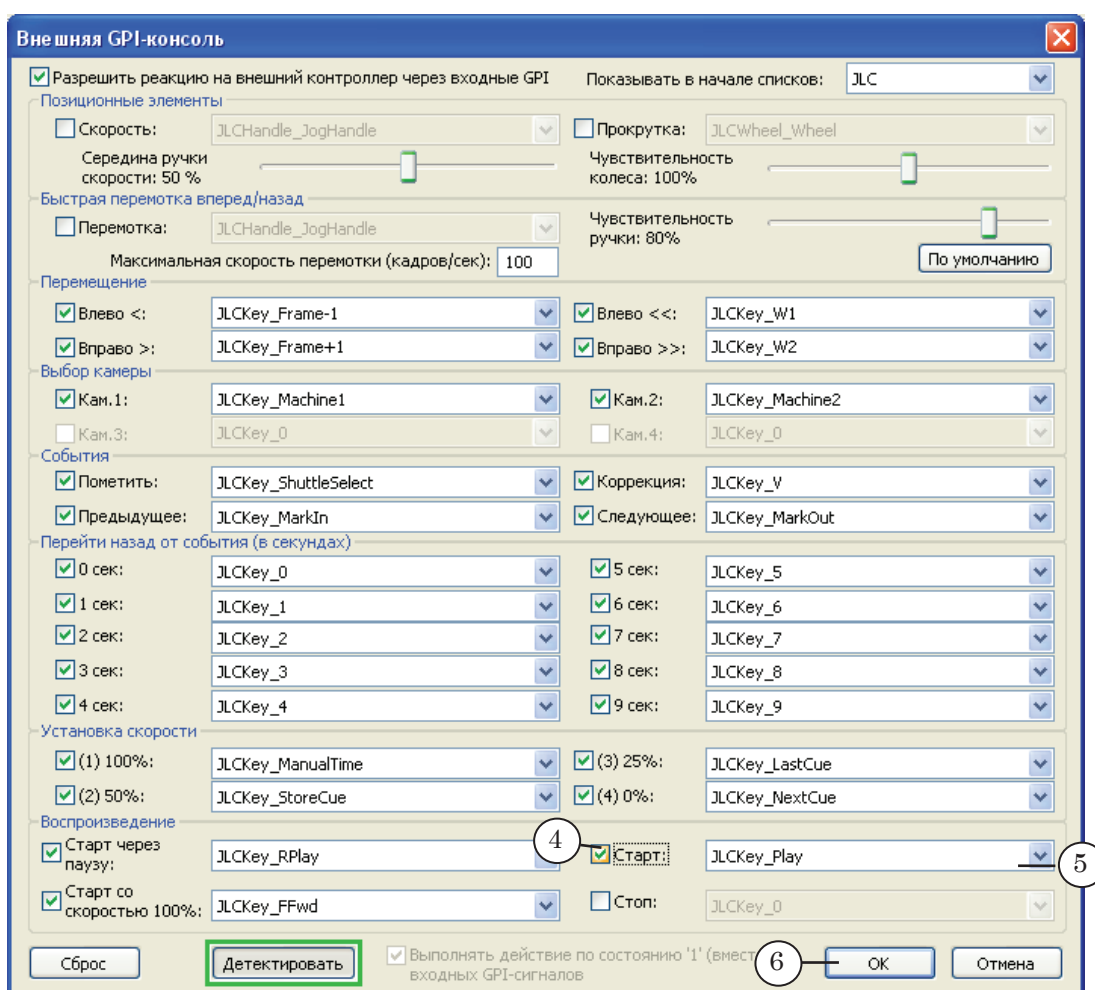 Внешняя GPI-консоль
Разрешить реакцию на внешний контроллер через входные GPI Показывать в начале списков: JLC
Позиционные элементы
Скорость: JLCHandle_JogHandle Прокрутка: JLCWheel_Wheel
Середина ручки скорости: 50 % Чувствительность колеса: 100%
Быстрая перемотка вперед/назад
Перемотка: JLCHandle_JogHandle Чувствительность ручки: 80%
Максимальная скорость перемотки (кадров/сек): 100 По умолчанию
Перемещение
Влево <: JLCKey_Frame-1 Влево <<: JLCKey_W1
Вправо >: JLCKey_Frame+1 Вправо >>: JLCKey_W2
Выбор камеры
Кам.1: JLCKey_Machine1 Кам.2: JLCKey_Machine2
Кам.3: JLCKey_0 Кам.4: JLCKey_0
События
Пометить: JLCKey_ShuttleSelect Коррекция: JLCKey_V
Предыдущее: JLCKey_MarkIn Следующее: JLCKey_MarkOut
Перейти назад от события (в секундах)
0 сек: JLCKey_0 5 сек: JLCKey_5
1 сек: JLCKey_1 6 сек: JLCKey_6
2 сек: JLCKey_2 7 сек: JLCKey_7
3 сек: JLCKey_3 8 сек: JLCKey_8
4 сек: JLCKey_4 9 сек: JLCKey_9
Установка скорости
(1) 100%: JLCKey_ManualTime (3) 25%: JLCKey_LastCue
(2) 50%: JLCKey_StoreCue (4) 0%: JLCKey_NextCue
Воспроизведение
Старт через паузу: JLCKey_RPlay 4 Старт: JLCKey_Play 5
Старт со скоростью 100%: JLCKey_FFwd Стоп: JLCKey_0
Сброс Детектировать Выполнять действие по состоянию '1' (вмест 6 OK Отмена
входных GPI-сигналов